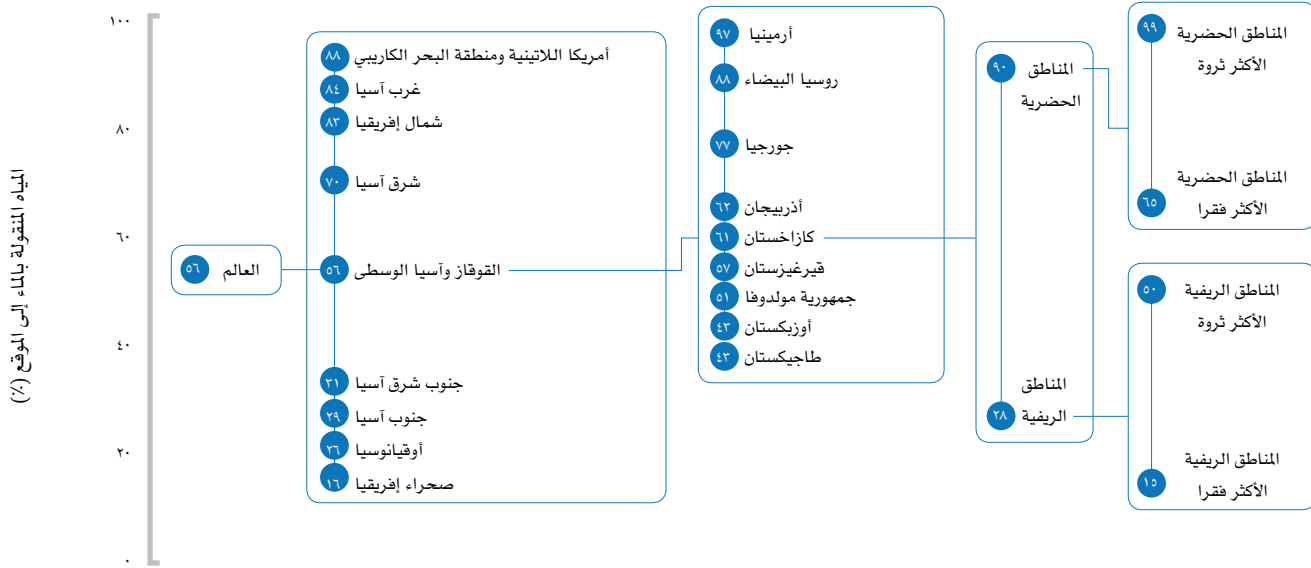 المياه المنقولة بالماء إلى الموقع (٪)
١٠٠
٨٠
٦٠
٤٠
٢٠
٠
العالم ٥٦
٨٨ أمريكا اللاتينية ومنطقة البحر الكاريبي
٨٤ غرب آسيا
٨٣ شمال إفريقيا
٧٠ شرق آسيا
٥٦ القوقاز وآسيا الوسطى
٣١ جنوب شرق آسيا
٢٩ جنوب آسيا
٢٦ أوقيانوسيا
١٦ صحراء إفريقيا
٩٧ أرمينيا
٨٨ روسيا البيضاء
٧٧ جورجيا
٦٢ أذربيجان
٦١ كازاخستان
٥٧ قيرغيزستان
٥١ جمهورية مولدوفا
٤٣ أوزبكستان
٤٣ طاجيكستان
٩٠ المناطق
الحضرية
المناطق
٢٨ الريفية
٩٩ المناطق الحضرية
الأكثر ثروة
المناطق الحضرية
٦٥ الأكثر فقرا
٥٠ المناطق الريفية
الأكثر ثروة
المناطق الريفية
١٥ الأكثر فقرا